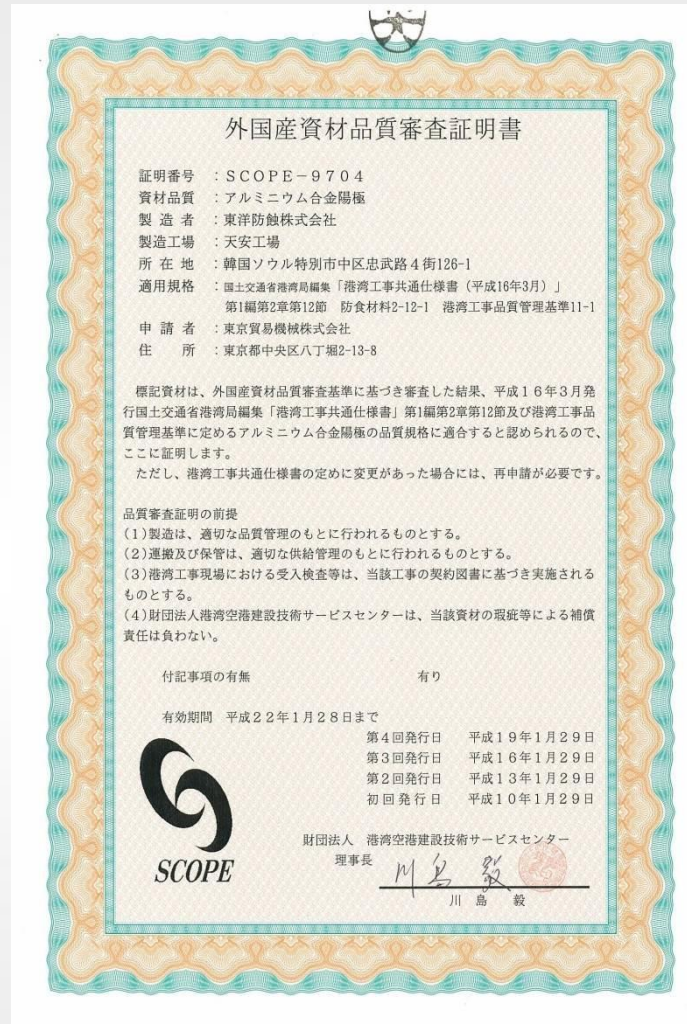 外国産資材品質審査証明書
証明番号 ：ＳＣＯＰＥ－９７０４
資材品質 ：アルミニウム合金陽極
製 造 者 ：東洋防蝕株式会社
製造工場 ：天安工場
所 在 地 ：韓国ソウル特別市中区忠武路４街126-1
適用規格 ：国土交通省港湾局編集「港湾工事共通仕様書（平成16年3月）」
第1編第2章第12節 防食材料2-12-1 港湾工事品質管理基準11-1
申 請 者 ：東京貿易機械株式会社
住 所 ：東京都中央区八丁堀2-13-8
標記資材は、外国産資材品質審査基準に基づき審査した結果、平成１６年３月発
行国土交通省港湾局編集「港湾工事共通仕様書」第1編第2章第12節及び港湾工事品
質管理基準に定めるアルミニウム合金陽極の品質規格に適合すると認められるので、
ここに証明します。
ただし、港湾工事共通仕様書の定めに変更があった場合には、再申請が必要です。
品質審査証明の前提
(１)製造は、適切な品質管理のもとに行われるものとする。
(２)運搬及び保管は、適切な供給管理のもとに行われるものとする。
(３)港湾工事現場における受入検査等は、当該工事の契約図書に基づき実施される
ものとする。
(４)財団法人港湾空港建設技術サービスセンターは、当該資材の瑕疵等による補償
責任は負わない。
付記事項の有無 有り
有効期間 平成２２年１月２８日まで
第４回発行日 平成１９年１月２９日
第３回発行日 平成１６年１月２９日
第２回発行日 平成１３年１月２９日
初回発行日 平成１０年１月２９日
財団法人 港湾空港建設技術サービスセンター
理事長 川島 毅
川 島 毅
SCOPE